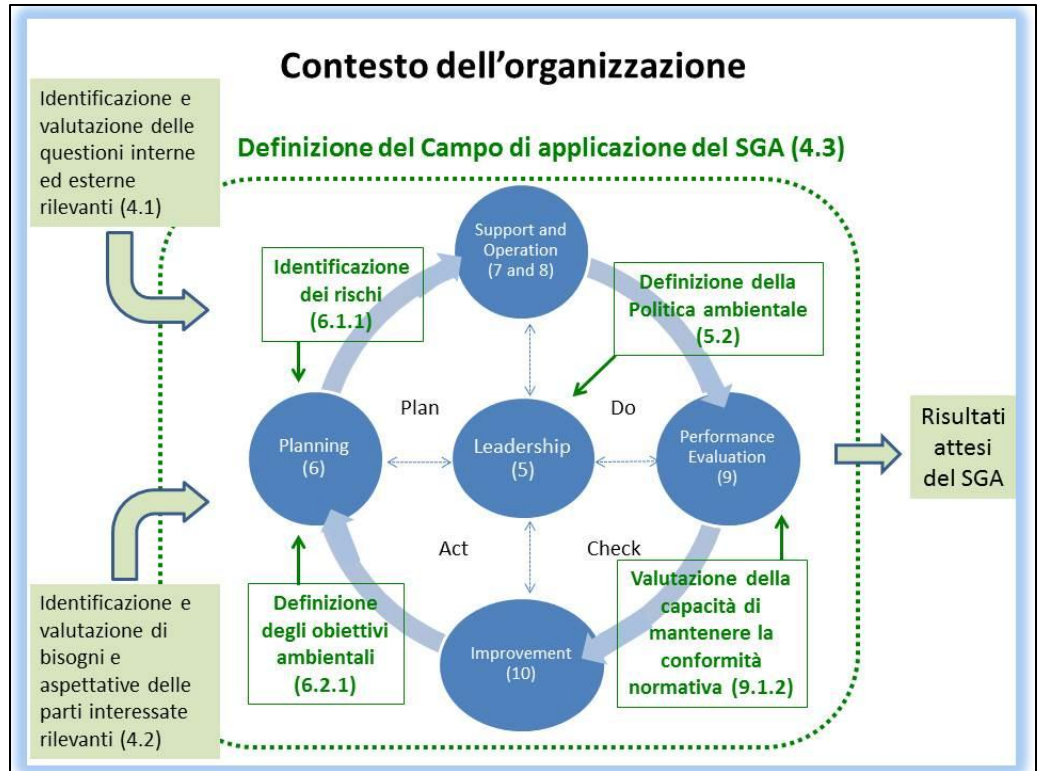 Contesto dell'organizzazione
Identificazione e
valutazione delle
questioni interne
ed esterne
rilevanti (4.1)
Definizione del Campo di applicazione del SGA (4.3)
Support and
Operation
(7 and 8)
Identificazione
dei rischi
(6.1.1)
Definizione della
Politica ambientale
(5.2)
Plan
Do
Planning
(6)
Leadership
(5)
Performance
Evaluation
(9)
Risultati
attesi
del SGA
Act
Check
Identificazione e
valutazione di
bisogni e
aspettative delle
parti interessate
rilevanti (4.2)
Definizione
degli obiettivi
ambientali
(6.2.1)
Improvement
(10)
Valutazione della
capacità di
mantenere la
conformità
normativa (9.1.2)